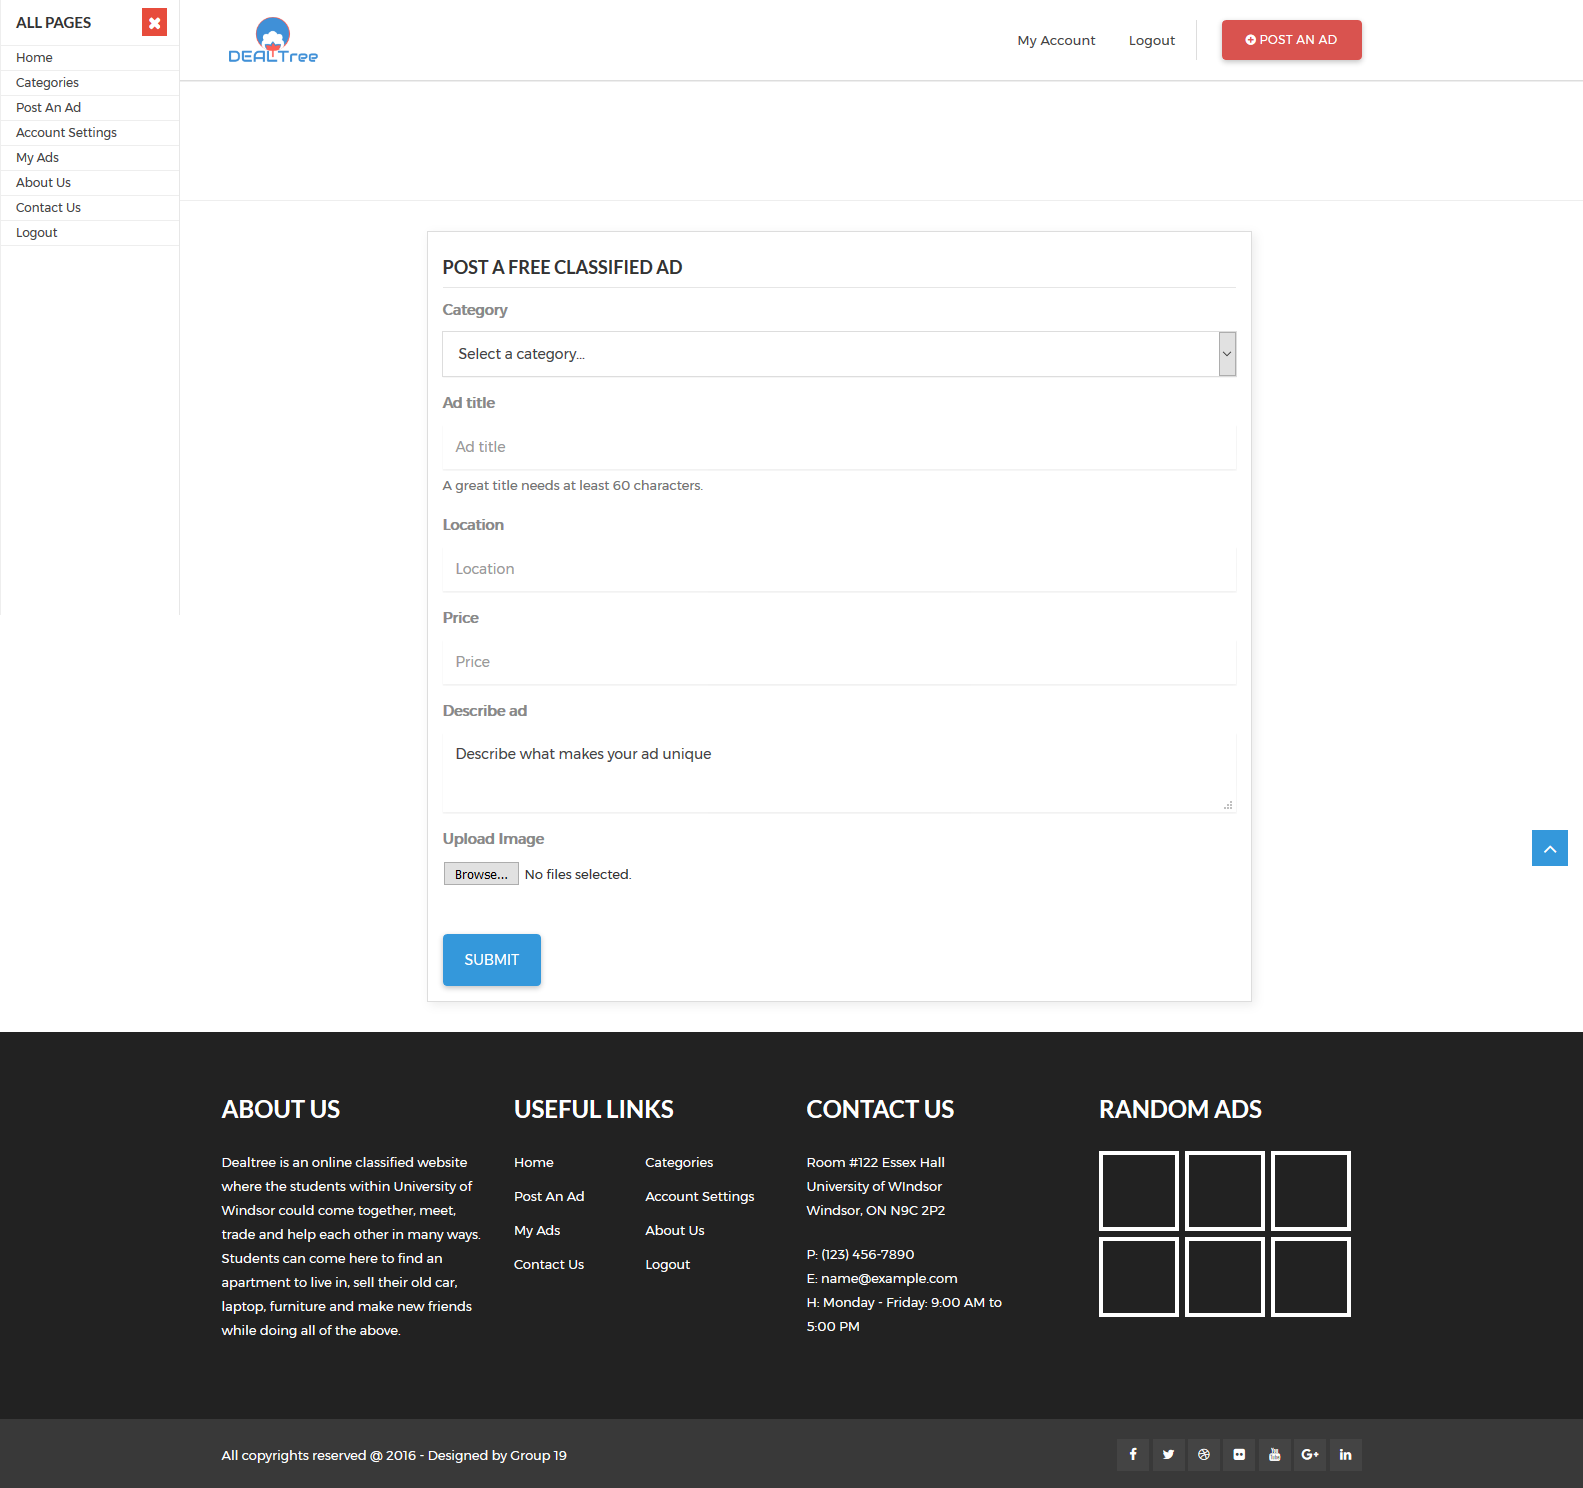 ALL PAGES
Home
Categories
Post An Ad
Account Settings
My Ads
About Us
Contact Us
Logout
DEALTree
My Account
Logout
POST AN AD
POST A FREE CLASSIFIED AD
Category
Select a category...
Ad title
Ad title
A great title needs at least 60 characters.
Location
Location
Price
Price
Describe ad
Describe what makes your ad unique
Upload Image
Browse... No files selected.
SUBMIT
ABOUT US
Dealtree is an online classified website
where the students within University of
Windsor could come together, meet,
trade and help each other in many ways.
Students can come here to find an
apartment to live in, sell their old car,
laptop, furniture and make new friends
while doing all of the above.
USEFUL LINKS
Home
Categories
Post An Ad
Account Settings
My Ads
About Us
Contact Us
Logout
CONTACT US
Room #122 Essex Hall
University of WIndsor
Windsor, ON N9C 2P2
P: (123) 456-7890
E: name@example.com
H: Monday - Friday: 9:00 AM to
5:00 PM
RANDOM ADS
All copyrights reserved @ 2016 - Designed by Group 19